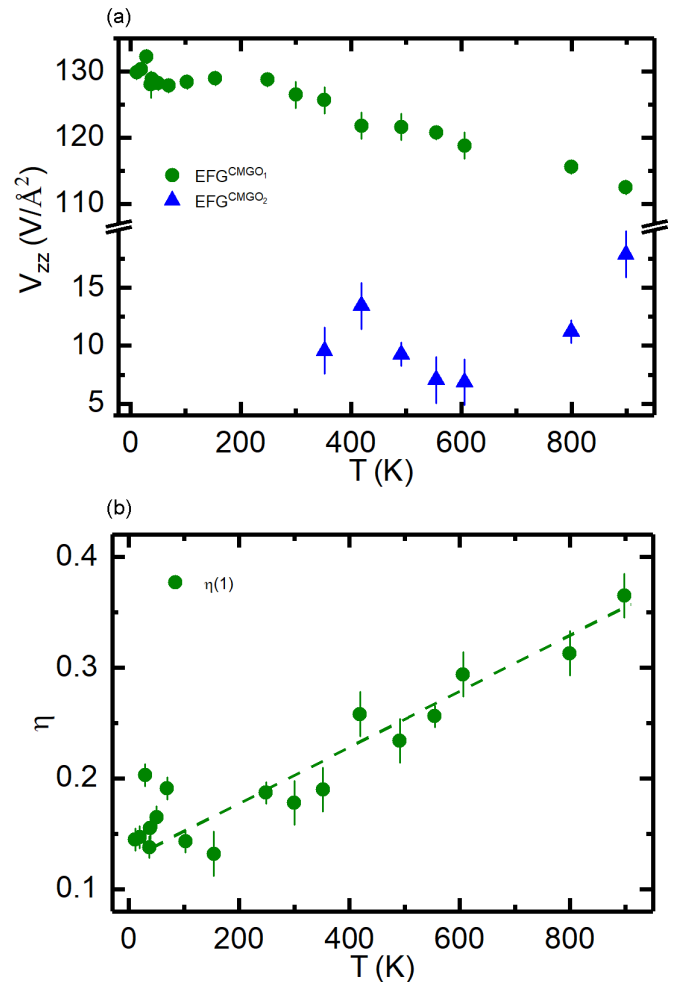 (a)
130
120
110
15
10
5
V_zz (V/Å²)
EFG^CMGO₁
EFG^CMGO₂
0 200 400 600 800
T (K)
(b)
0.4
0.3
0.2
0.1
η
η(1)
0 200 400 600 800
T (K)